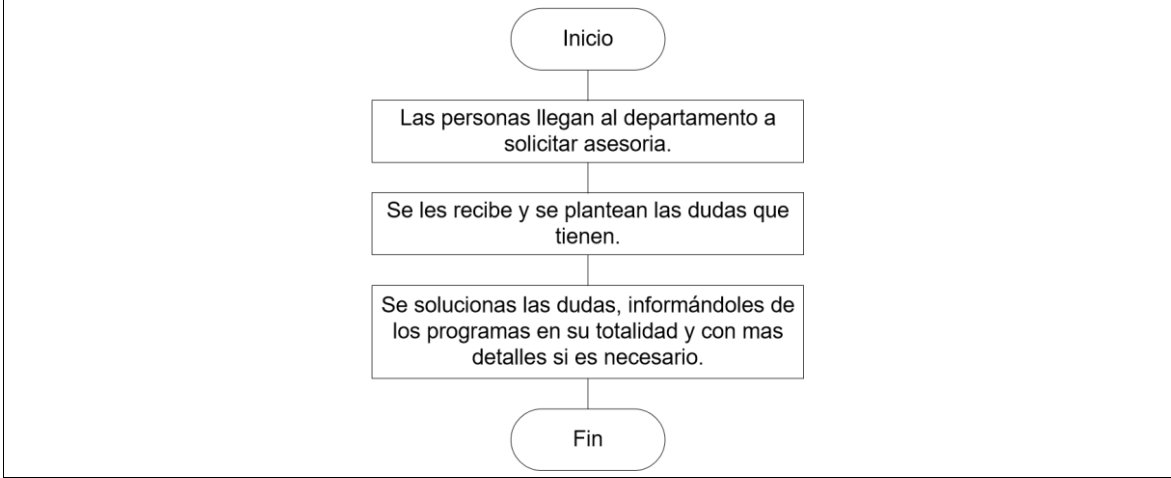 Inicio
Las personas llegan al departamento a
solicitar asesoria.
Se les recibe y se plantean las dudas que
tienen.
Se solucionas las dudas, informándoles de
los programas en su totalidad y con mas
detalles si es necesario.
Fin